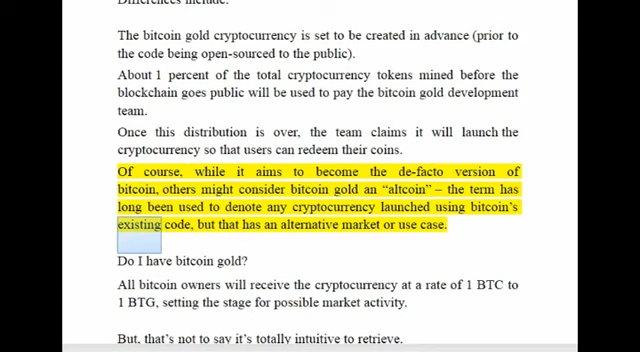 Differences include:
The bitcoin gold cryptocurrency is set to be created in advance (prior to
the code being open-sourced to the public).
About 1 percent of the total cryptocurrency tokens mined before the
blockchain goes public will be used to pay the bitcoin gold development
team.
Once this distribution is over, the team claims it will launch the
cryptocurrency so that users can redeem their coins.
Of course, while it aims to become the de-facto version of
bitcoin, others might consider bitcoin gold an “altcoin” – the term has
long been used to denote any cryptocurrency launched using bitcoin’s
existing code, but that has an alternative market or use case.
Do I have bitcoin gold?
All bitcoin owners will receive the cryptocurrency at a rate of 1 BTC to
1 BTG, setting the stage for possible market activity.
But, that’s not to say it’s totally intuitive to retrieve.